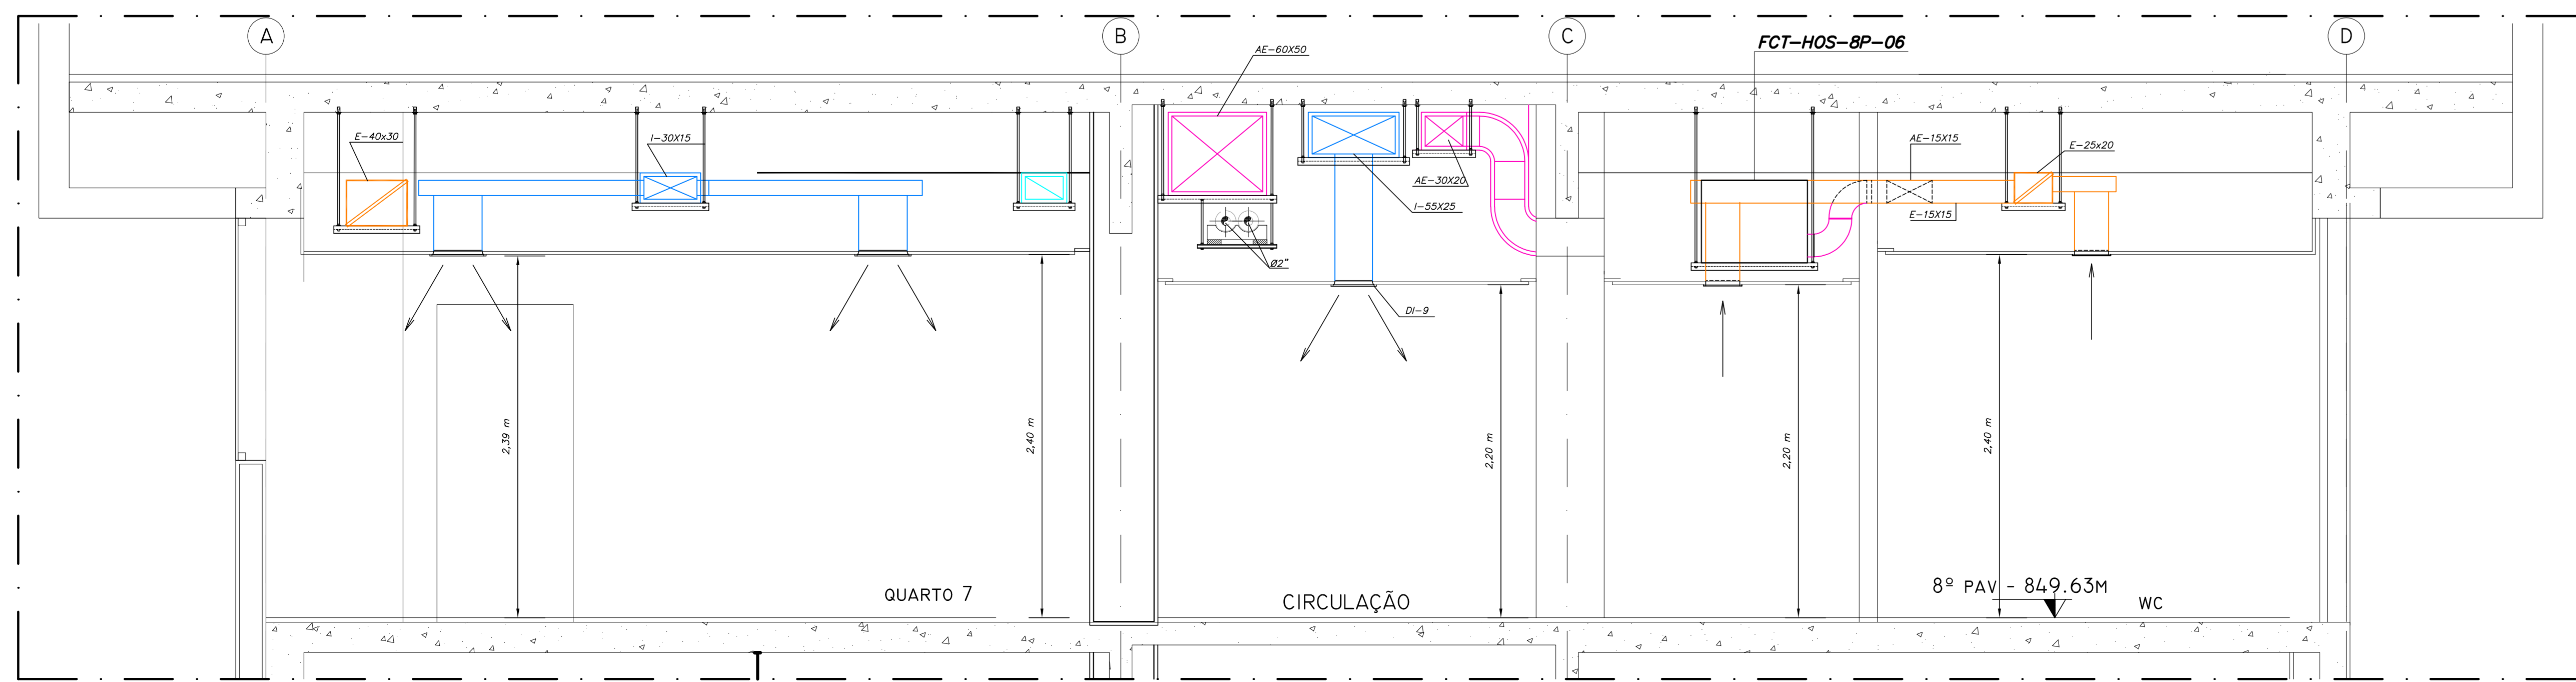 A
B
C
D
FCT-HOS-8P-06
AE-60X50
E-40x30
I-30X15
AE-15X15
E-25x20
AE-30X20
I-55X25
E-15X15
Ø2"
DI-9
2,39 m
2,40 m
2,20 m
2,20 m
2,40 m
QUARTO 7
CIRCULAÇÃO
8º PAV - 849.63M
WC